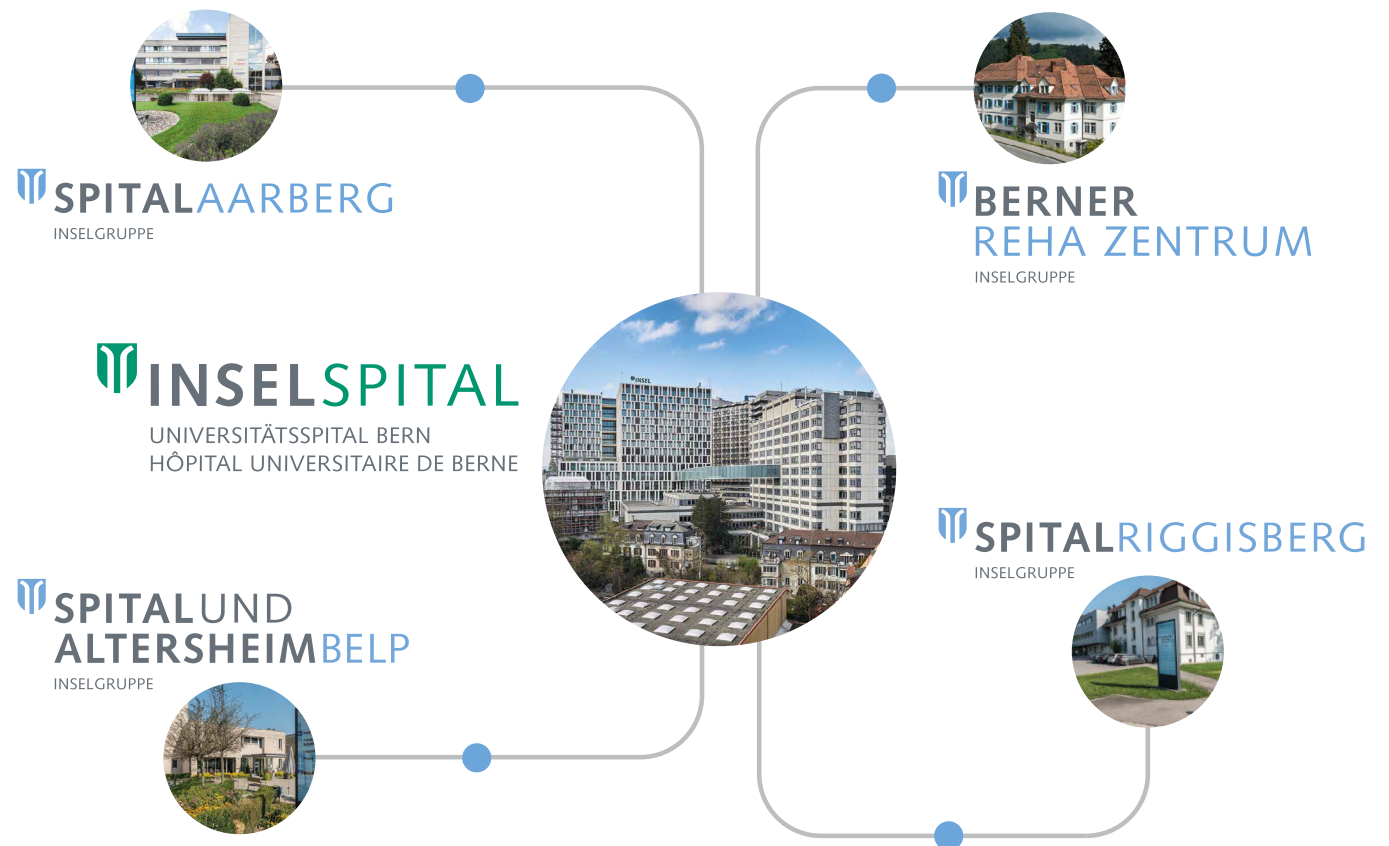 SPITALAARBERG
INSELGRUPPE
BERNER
REHA ZENTRUM
INSELGRUPPE
INSELSPITAL
UNIVERSITÄTSSPITAL BERN
HÔPITAL UNIVERSITAIRE DE BERNE
INSEL
SPITALRIGGISBERG
INSELGRUPPE
SPITALUND
ALTERSHEIMBELP
INSELGRUPPE